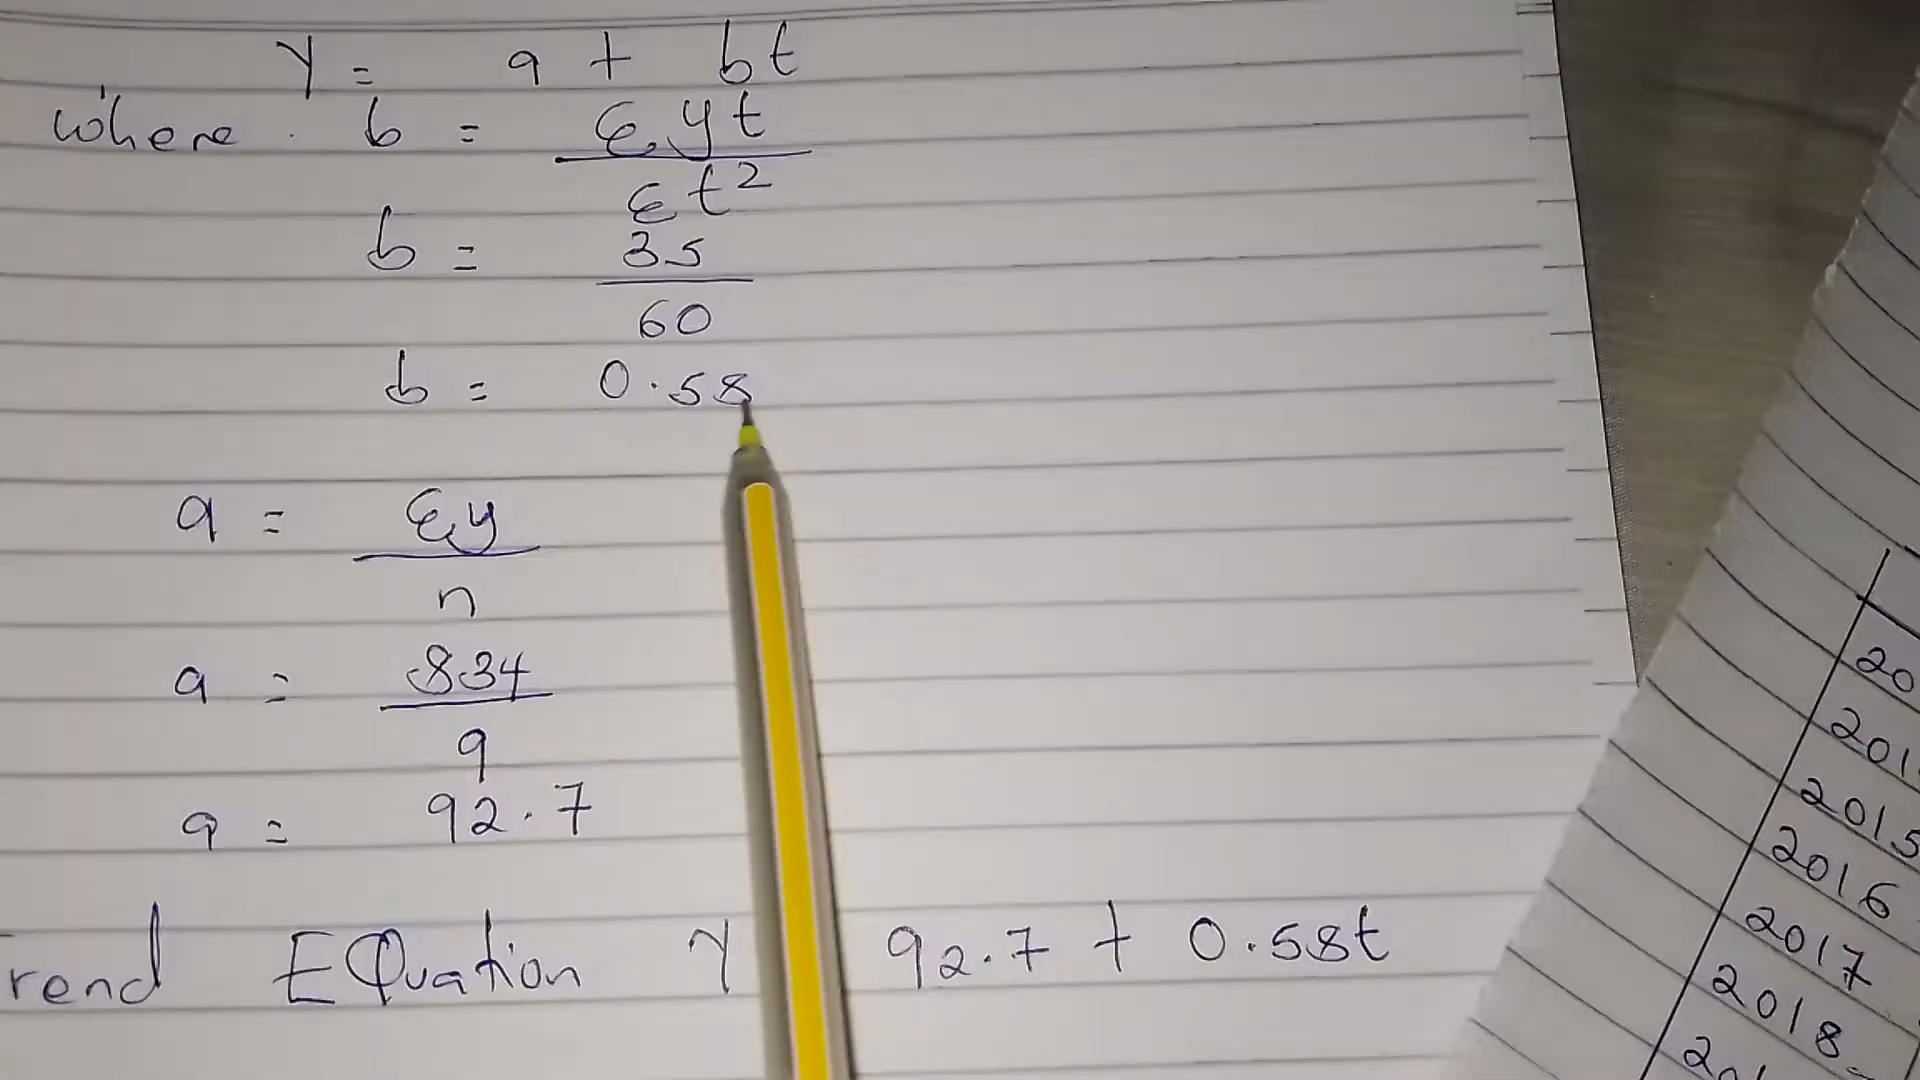 Y = a + bt
where b = Σyt
Σt²
b = 35
60
b = 0.58
a = Σy
n
a = 834
9
a = 92.7
rend EQuation Y 92.7 + 0.58t
20
201
2015
2016
2017
2018
201